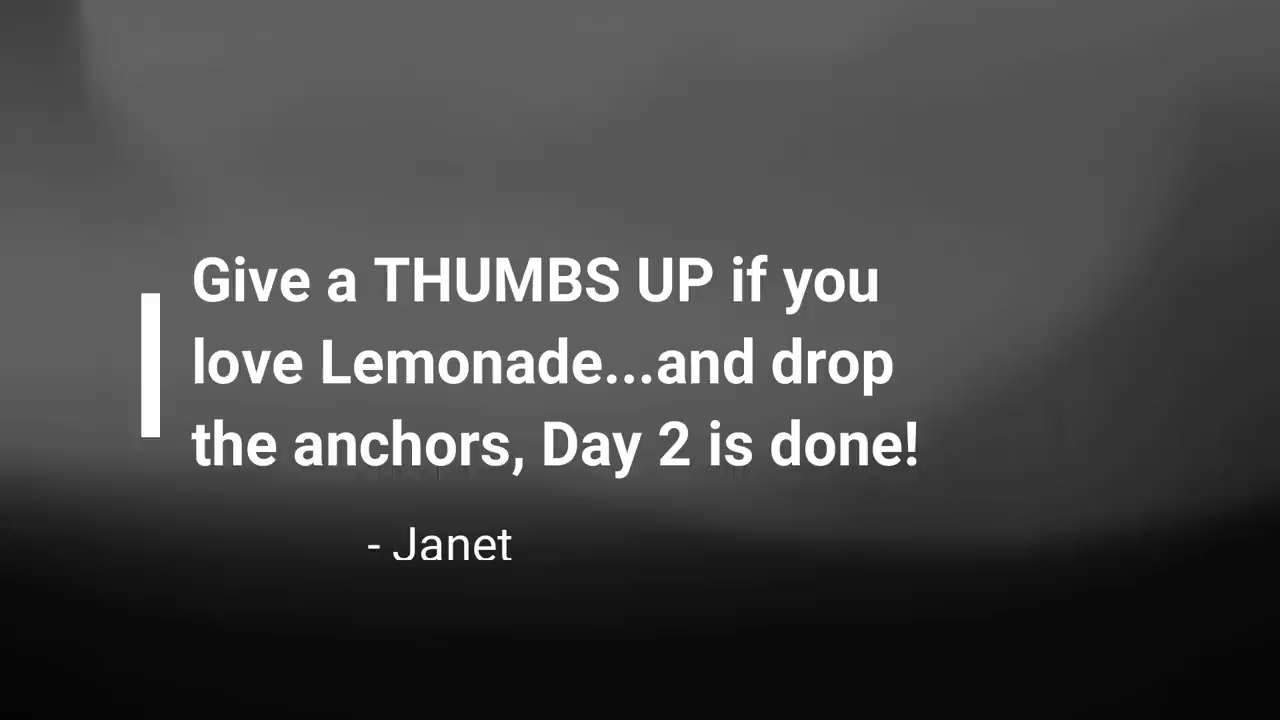 Give a THUMBS UP if you
love Lemonade...and drop
the anchors, Day 2 is done!
- Janet